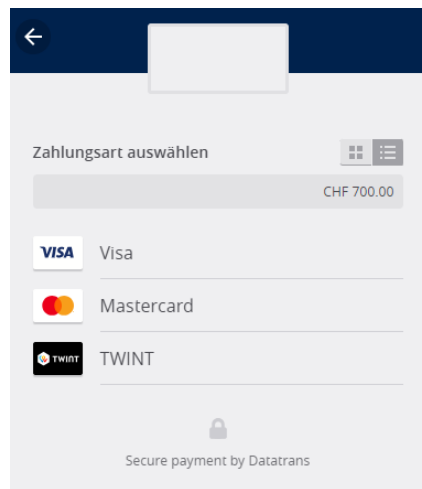 Zahlungsart auswählen
CHF 700.00
VISA Visa
Mastercard
TWINT TWINT
Secure payment by Datatrans